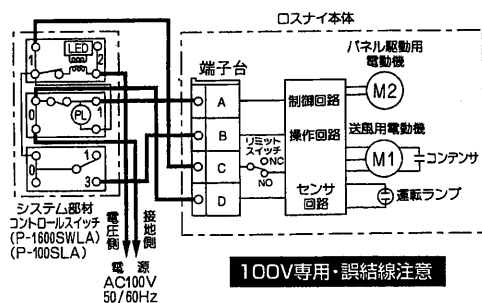 ロスナイ本体
LED
1
2
0
1
PL
0
1
3
端子台
A
B
C
D
リミット
スイッチ
NC
NO
制御回路
操作回路
センサ
回路
パネル駆動用
電動機
M2
送風用電動機
M1
コンデンサ
運転ランプ
システム部材
コントロールスイッチ
(P-1600SWLA)
(P-100SLA)
電圧側
接地側
電源
AC100V
50/60Hz
100V専用・誤結線注意